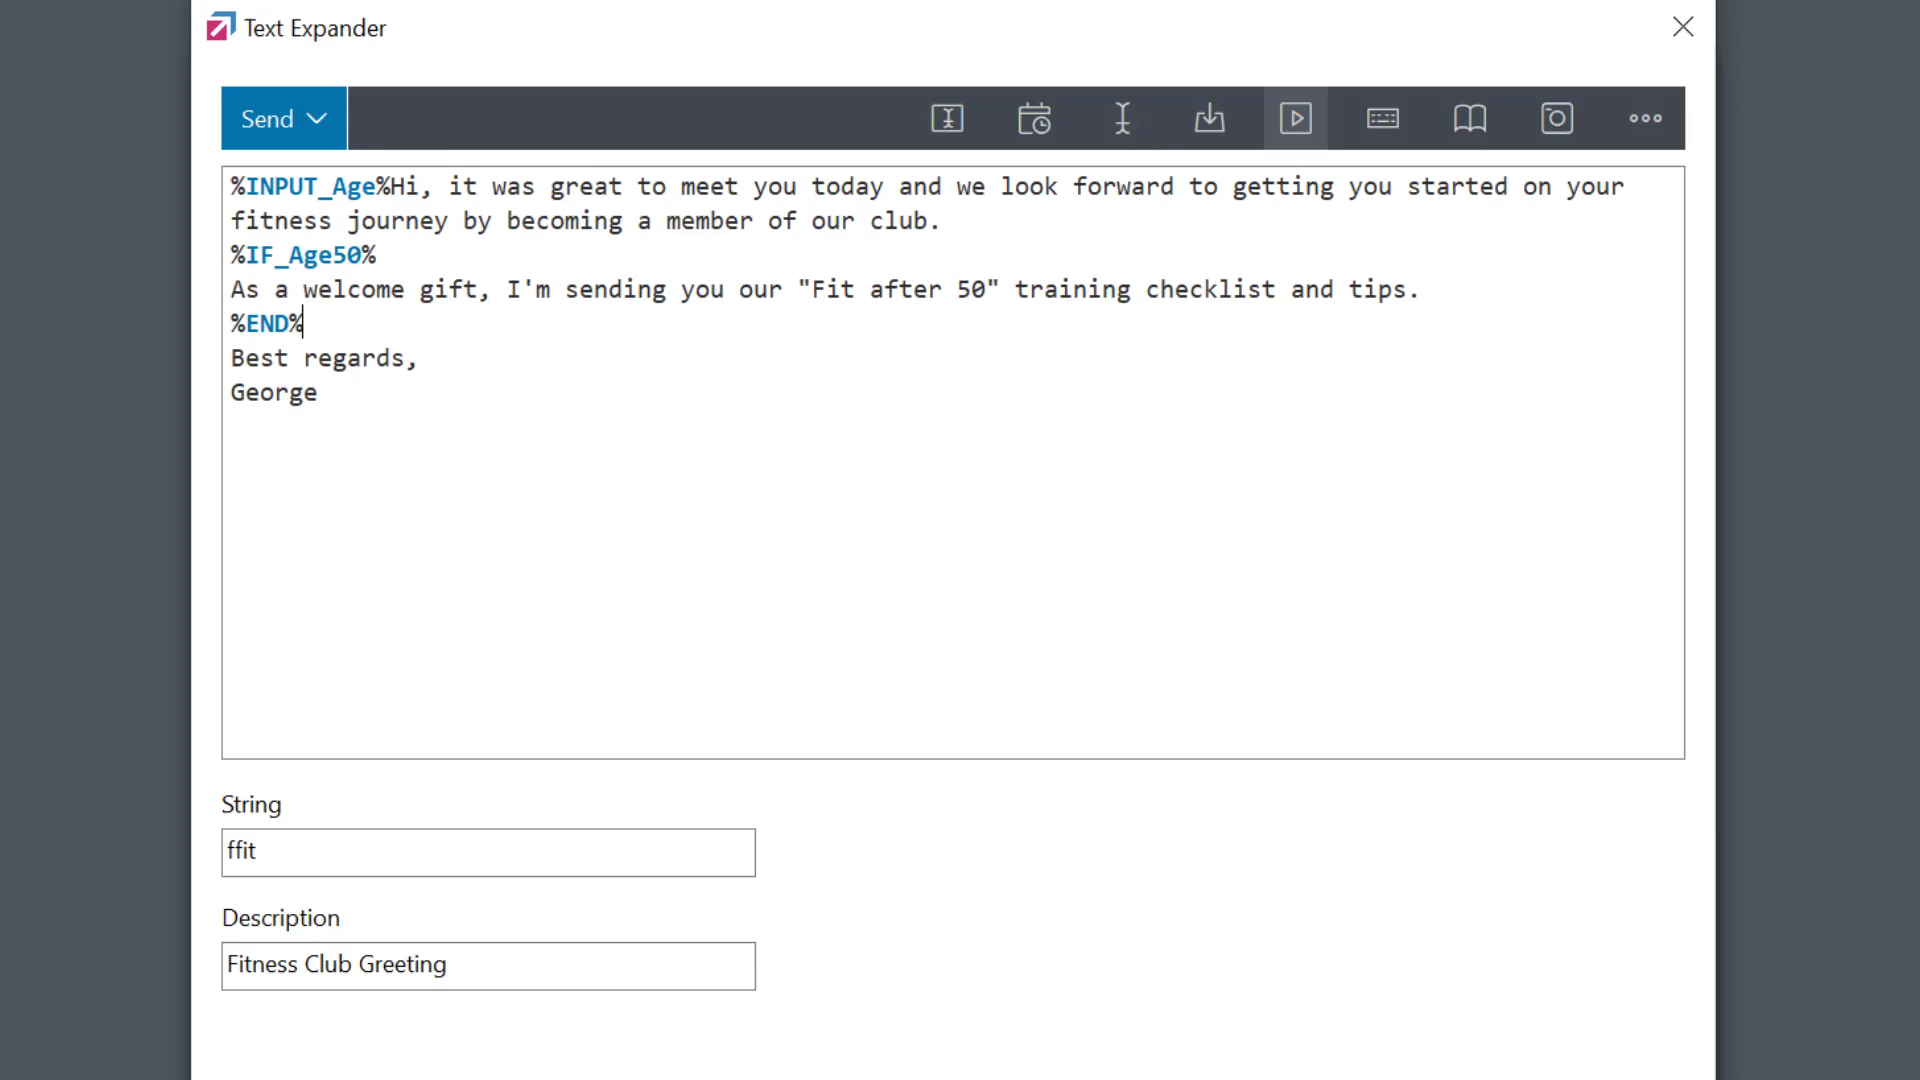 Text Expander
Send
%INPUT_Age%Hi, it was great to meet you today and we look forward to getting you started on your
fitness journey by becoming a member of our club.
%IF_Age50%
As a welcome gift, I'm sending you our "Fit after 50" training checklist and tips.
%END%
Best regards,
George
String
ffit
Description
Fitness Club Greeting